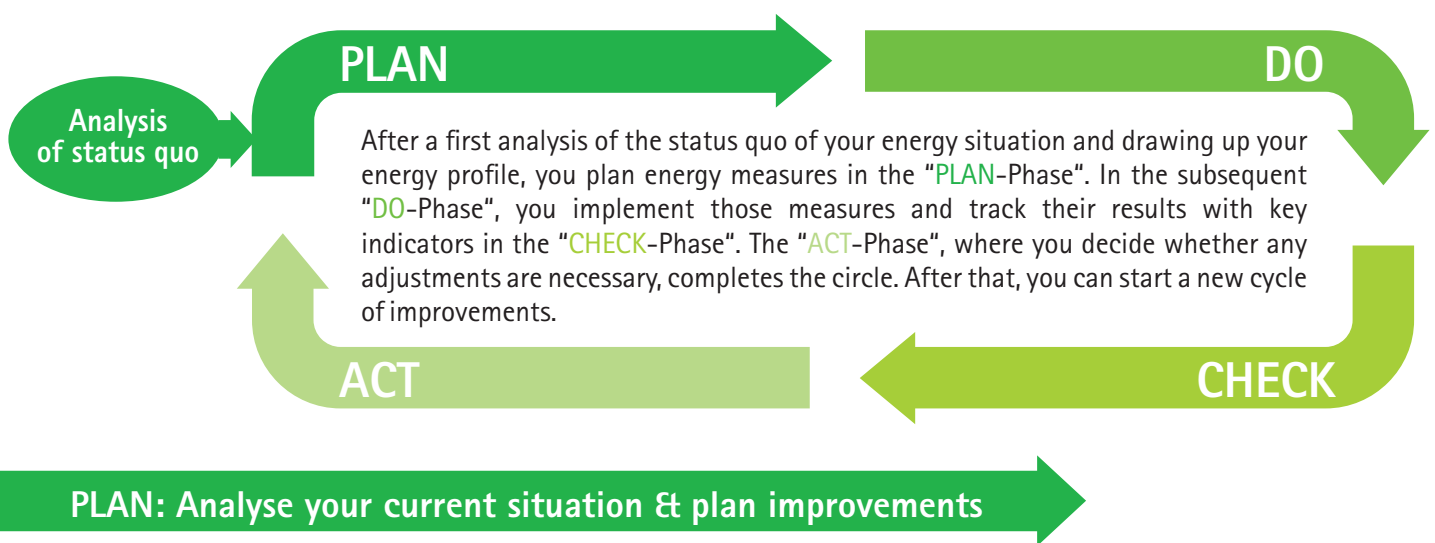 PLAN
DO
Analysis
of status quo
After a first analysis of the status quo of your energy situation and drawing up your
energy profile, you plan energy measures in the “PLAN-Phase“. In the subsequent
“DO-Phase“, you implement those measures and track their results with key
indicators in the “CHECK-Phase“. The “ACT-Phase“, where you decide whether any
adjustments are necessary, completes the circle. After that, you can start a new cycle
of improvements.
ACT
CHECK
PLAN: Analyse your current situation & plan improvements